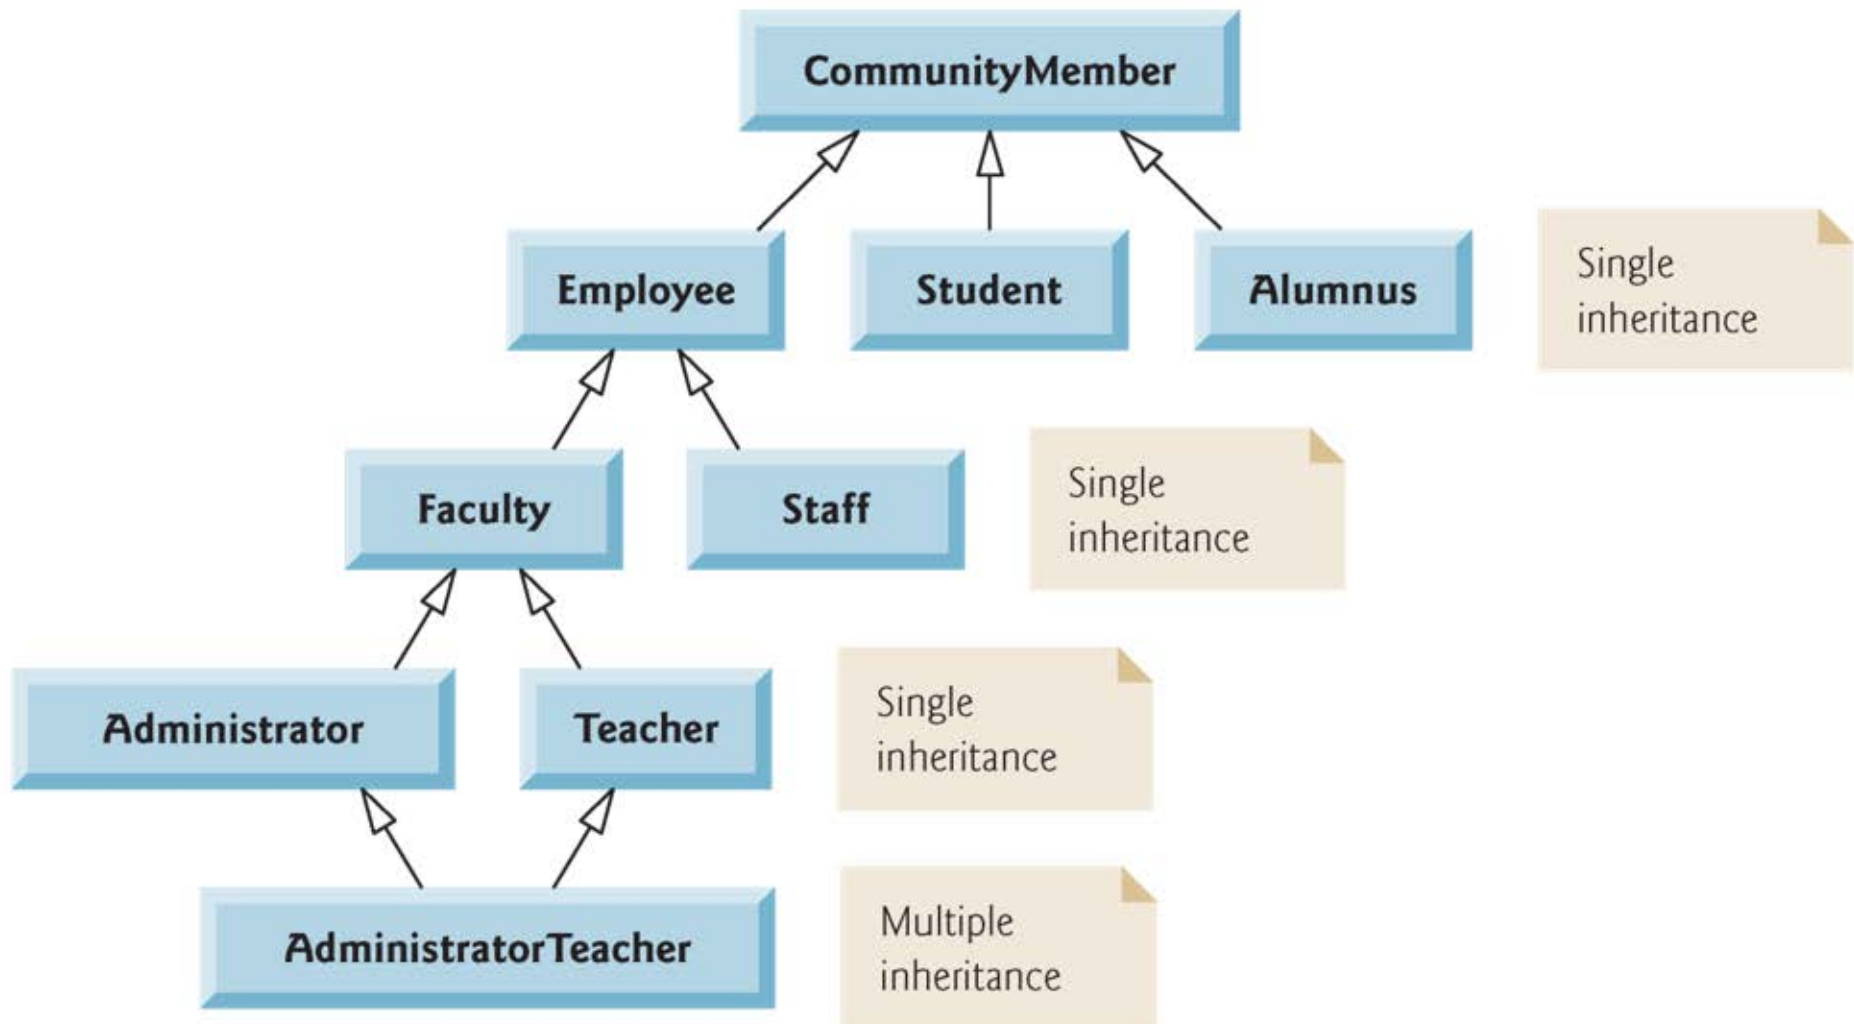 CommunityMember
Employee
Student
Alumnus
Single
inheritance
Faculty
Staff
Single
inheritance
Administrator
Teacher
Single
inheritance
AdministratorTeacher
Multiple
inheritance